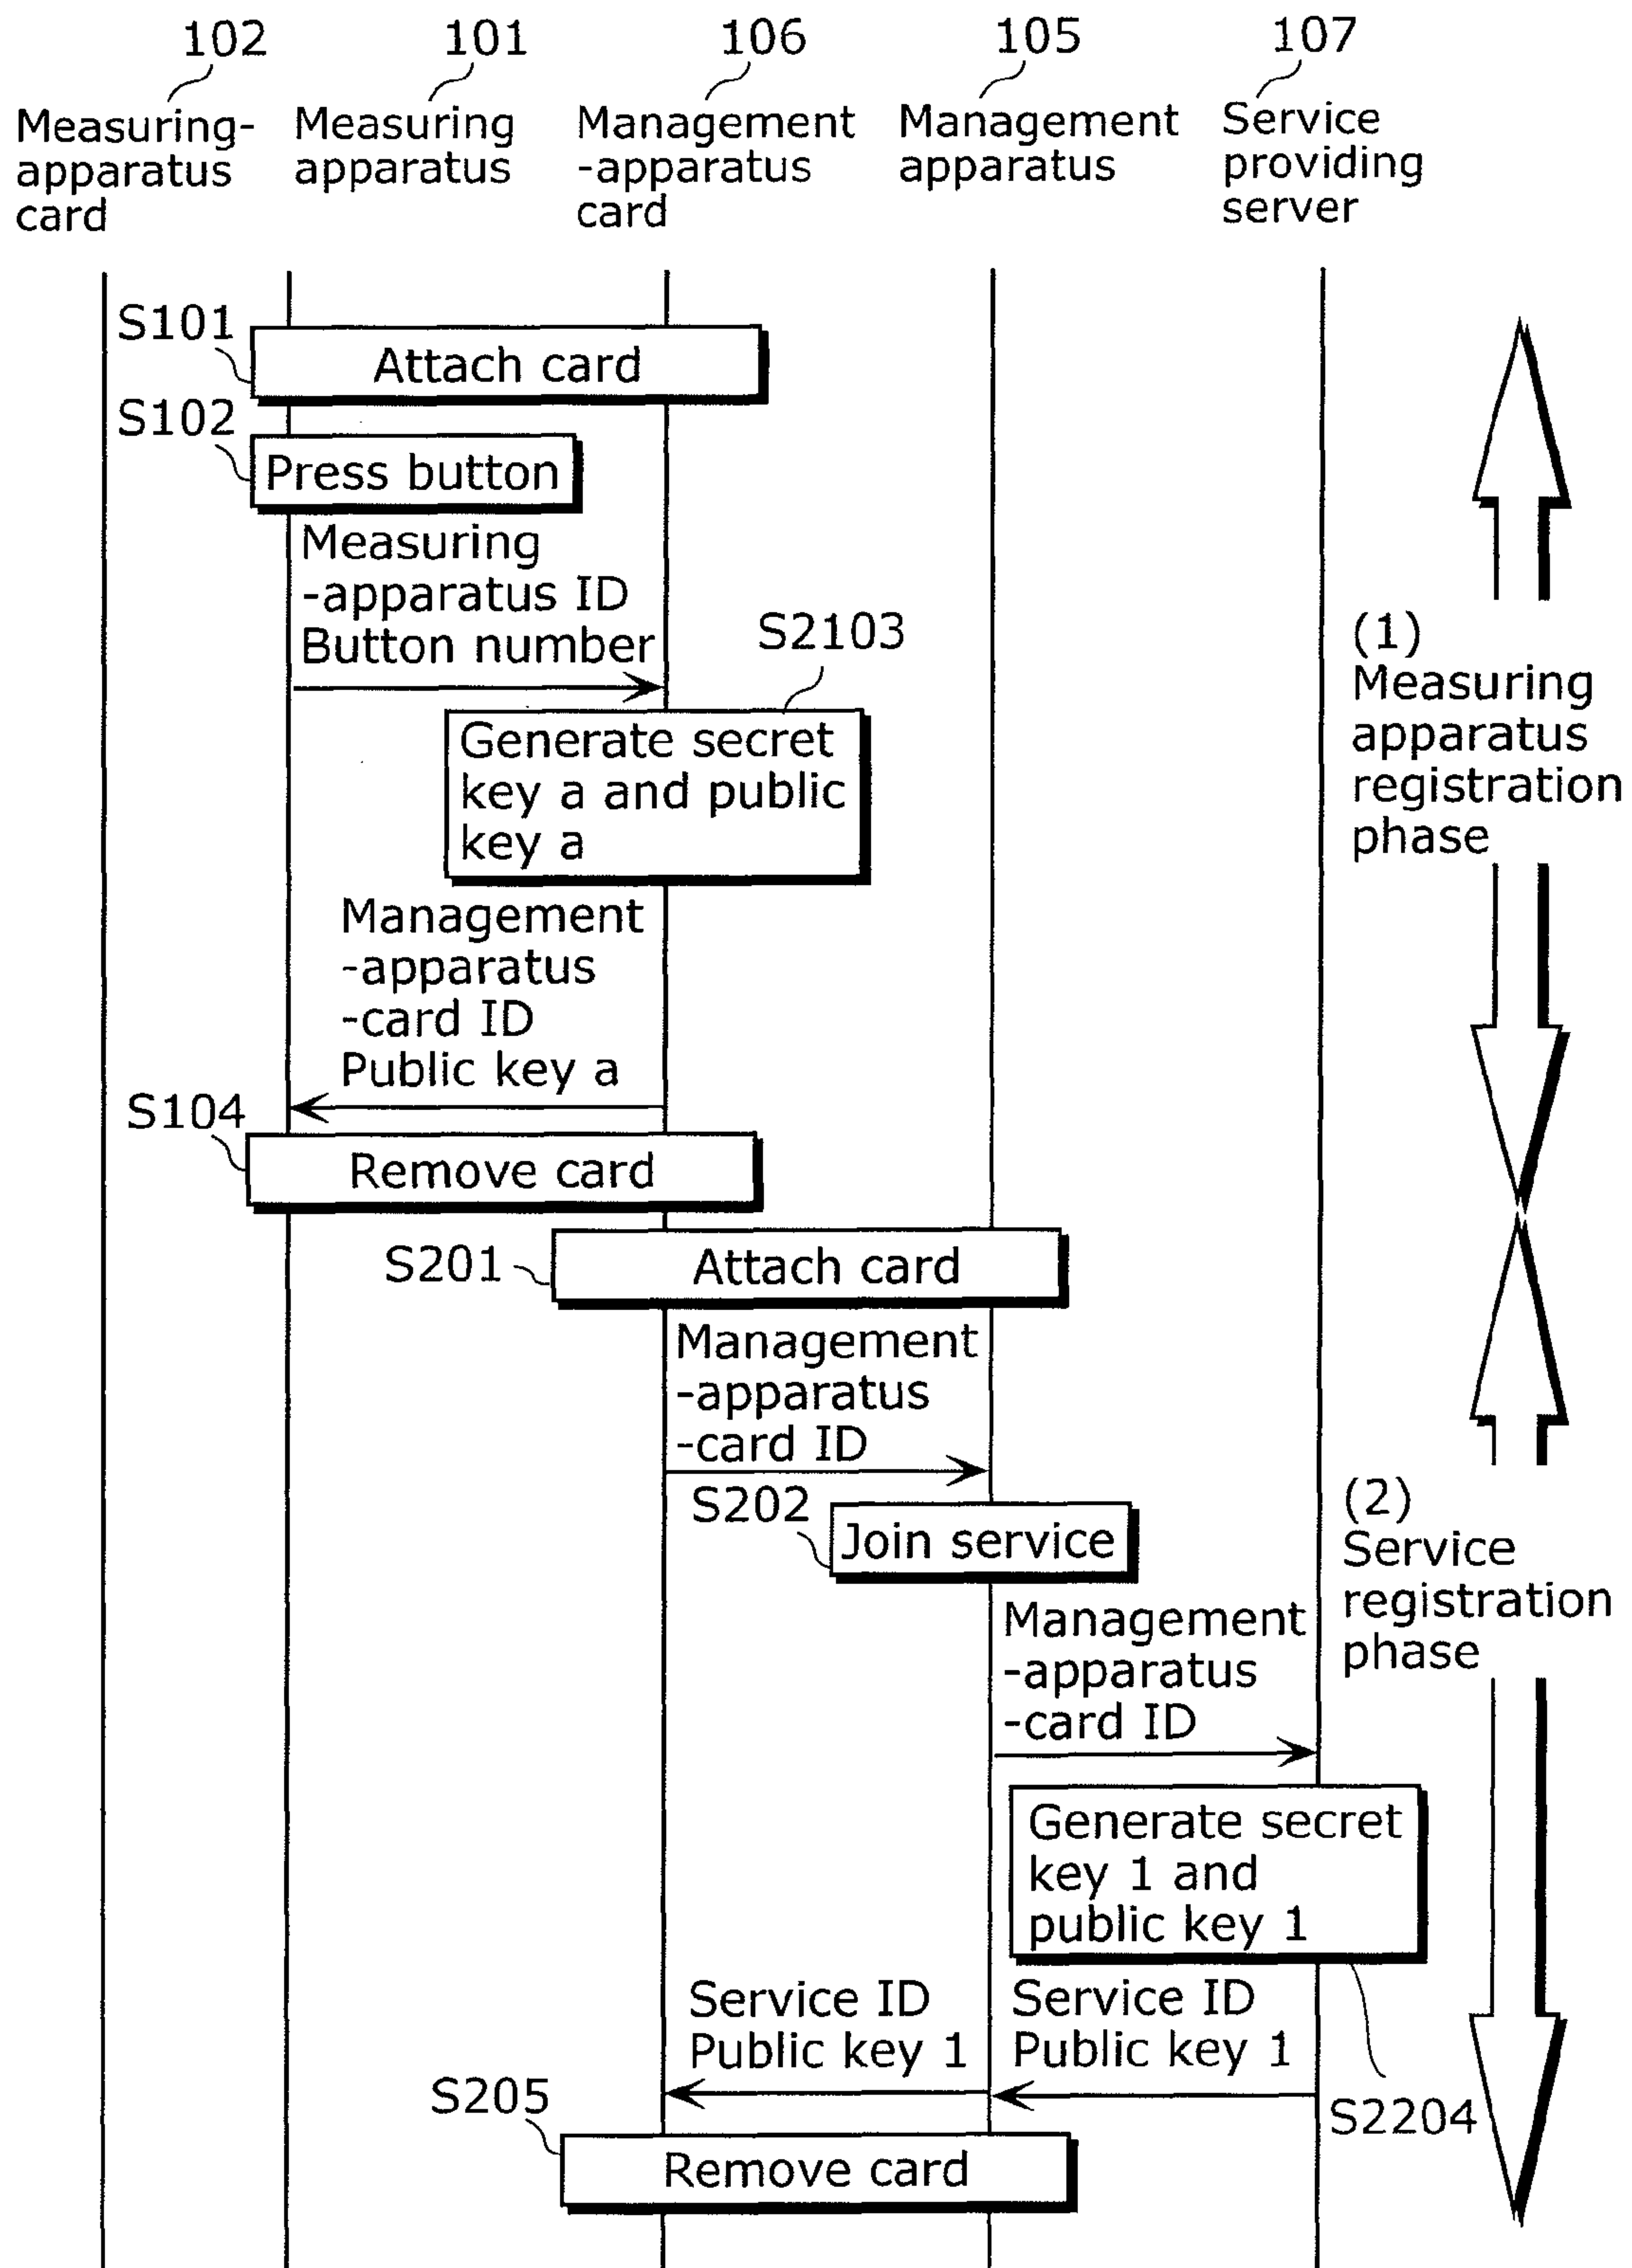 102
101
106
105
107
Measuring-
apparatus
card
Measuring
apparatus
Management
-apparatus
card
Management
apparatus
Service
providing
server
S101
Attach card
S102
Press button
Measuring
-apparatus ID
Button number
S2103
Generate secret
key a and public
key a
(1)
Measuring
apparatus
registration
phase
Management
-apparatus
-card ID
Public key a
S104
Remove card
S201
Attach card
Management
-apparatus
-card ID
S202
Join service
(2)
Service
registration
phase
Management
-apparatus
-card ID
Generate secret
key 1 and
public key 1
S2204
Service ID
Public key 1
Service ID
Public key 1
S205
Remove card